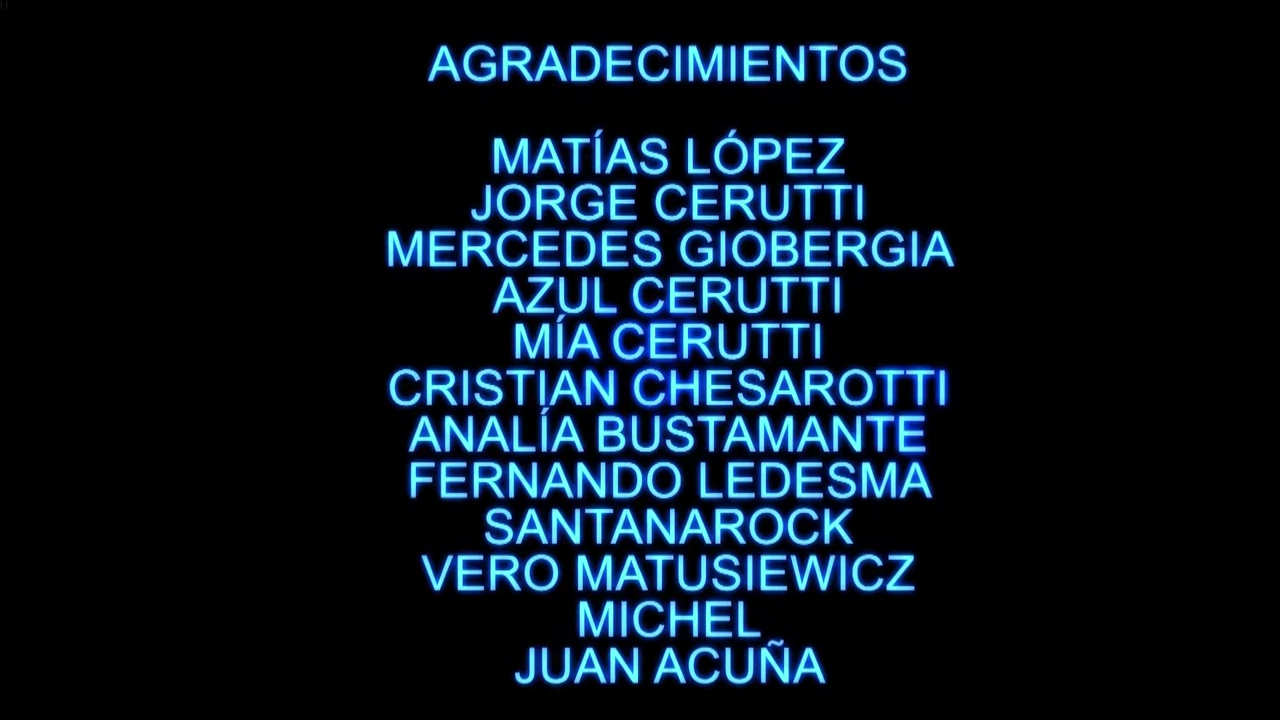 AGRADECIMIENTOS
MATÍAS LÓPEZ
JORGE CERUTTI
MERCEDES GIOBERGIA
AZUL CERUTTI
MÍA CERUTTI
CRISTIAN CHESAROTTI
ANALÍA BUSTAMANTE
FERNANDO LEDESMA
SANTANAROCK
VERO MATUSIEWICZ
MICHEL
JUAN ACUÑA